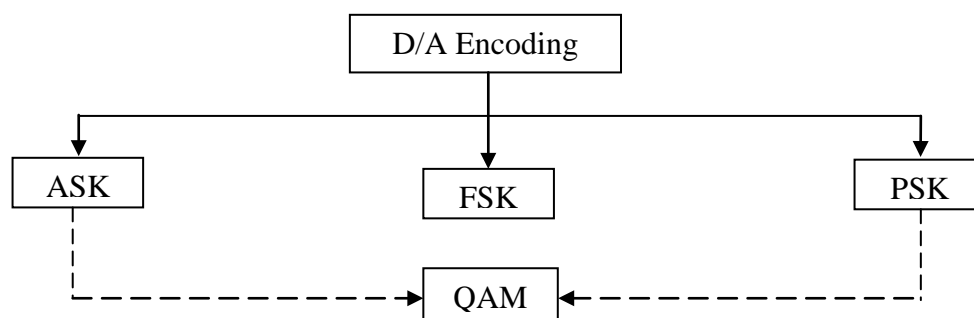 D/A Encoding
ASK
FSK
PSK
QAM